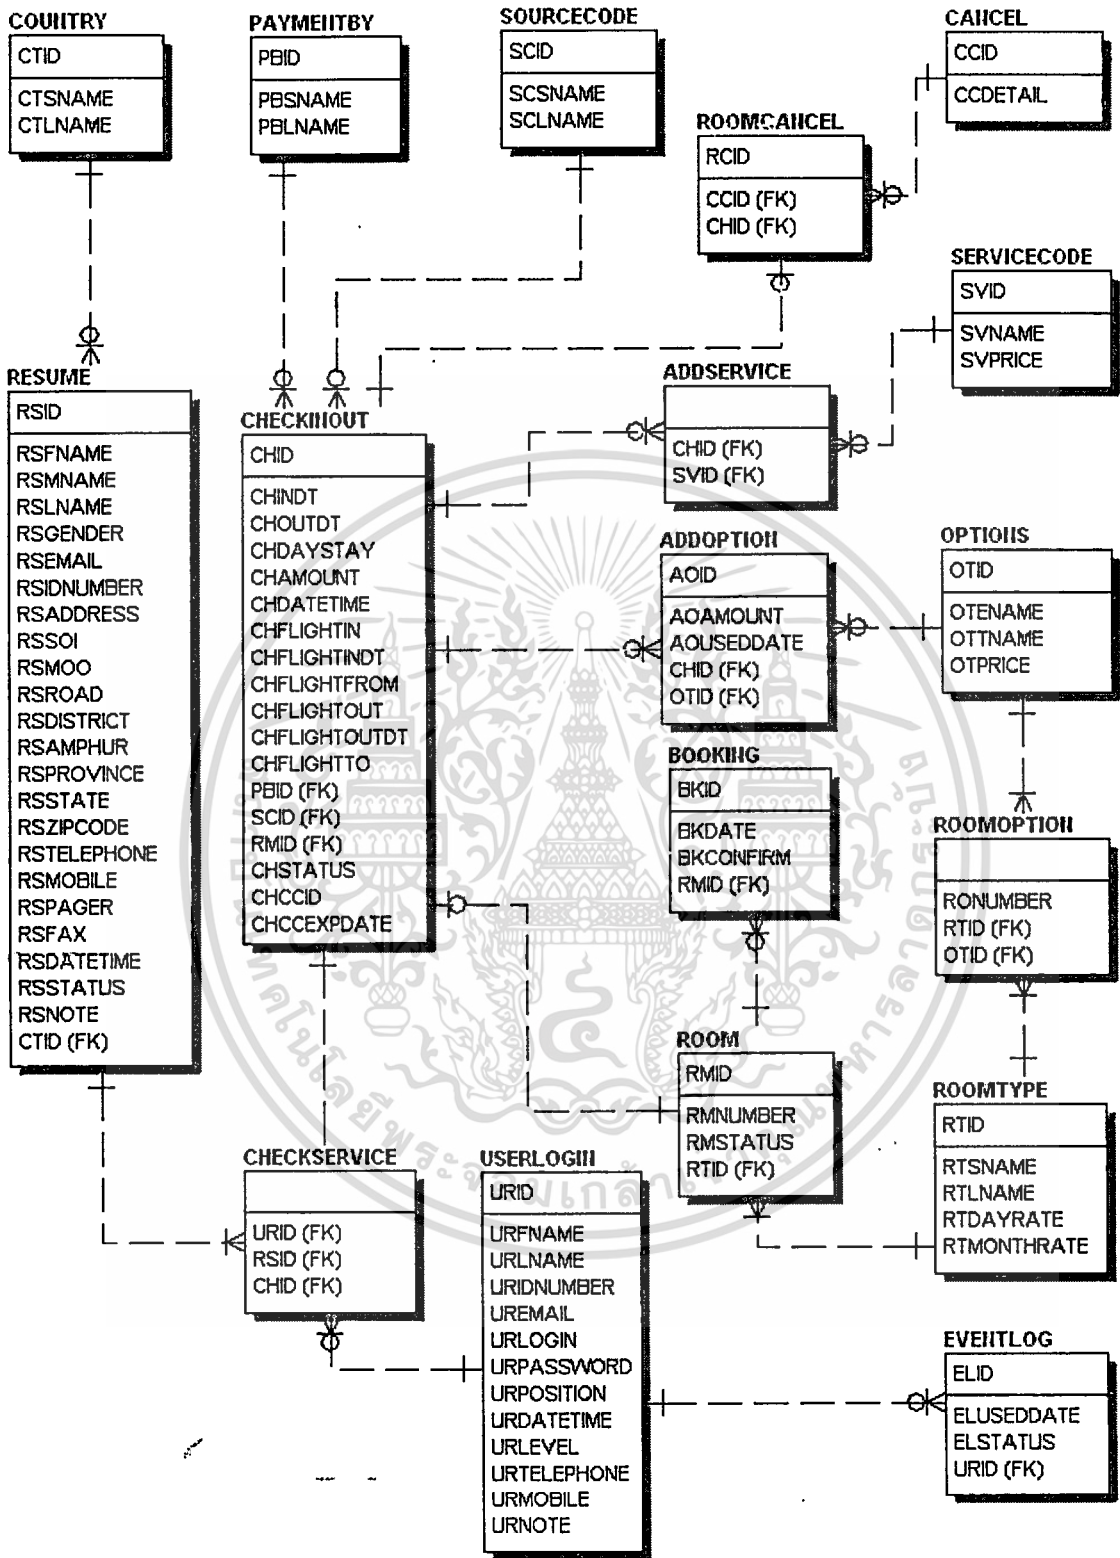 COUNTRY
CTID
CTSNAME
CTLNAME
PAYMENTBY
PBID
PBSNAME
PBLNAME
SOURCECODE
SCID
SCSNAME
SCLNAME
CANCEL
CCID
CCDETAIL
ROOMCANCEL
RCID
CCID (FK)
CHID (FK)
SERVICECODE
SVID
SVNAME
SVPRICE
RESUME
RSID
RSFNAME
RSMNAME
RSLNAME
RSGENDER
RSEMAIL
RSIDNUMBER
RSADDRESS
RSSOI
RSMOO
RSROAD
RSDISTRICT
RSAMPHUR
RSPROVINCE
RSSTATE
RSZIPCODE
RSTELEPHONE
RSMOBILE
RSPAGER
RSFAX
RSDATETIME
RSSTATUS
RSNOTE
CTID (FK)
CHECKINOUT
CHID
CHINDT
CHOUTDT
CHDAYSTAY
CHAMOUNT
CHDATETIME
CHFLIGHTIN
CHFLIGHTINDT
CHFLIGHTFROM
CHFLIGHTOUT
CHFLIGHTOUTDT
CHFLIGHTTO
PBID (FK)
SCID (FK)
RMID (FK)
CHSTATUS
CHCCID
CHCCEXPDATE
ADDSERVICE
CHID (FK)
SVID (FK)
ADDOPTION
AOID
AOAMOUNT
AOUSEDDATE
CHID (FK)
OTID (FK)
OPTIONS
OTID
OTENAME
OTTNAME
OTPRICE
BOOKING
BKID
BKDATE
BKCONFIRM
RMID (FK)
ROOMOPTION
RONUMBER
RTID (FK)
OTID (FK)
ROOM
RMID
RMNUMBER
RMSTATUS
RTID (FK)
ROOMTYPE
RTID
RTSNAME
RTLNAME
RTDAYRATE
RTMONTHRATE
CHECKSERVICE
URID (FK)
RSID (FK)
CHID (FK)
USERLOGIN
URID
URFNAME
URLNAME
URIDNUMBER
UREMAIL
URLOGIN
URPASSWORD
URPOSITION
URDATETIME
URLEVEL
URTELEPHONE
URMOBILE
URNOTE
EVENTLOG
ELID
ELUSEDDATE
ELSTATUS
URID (FK)